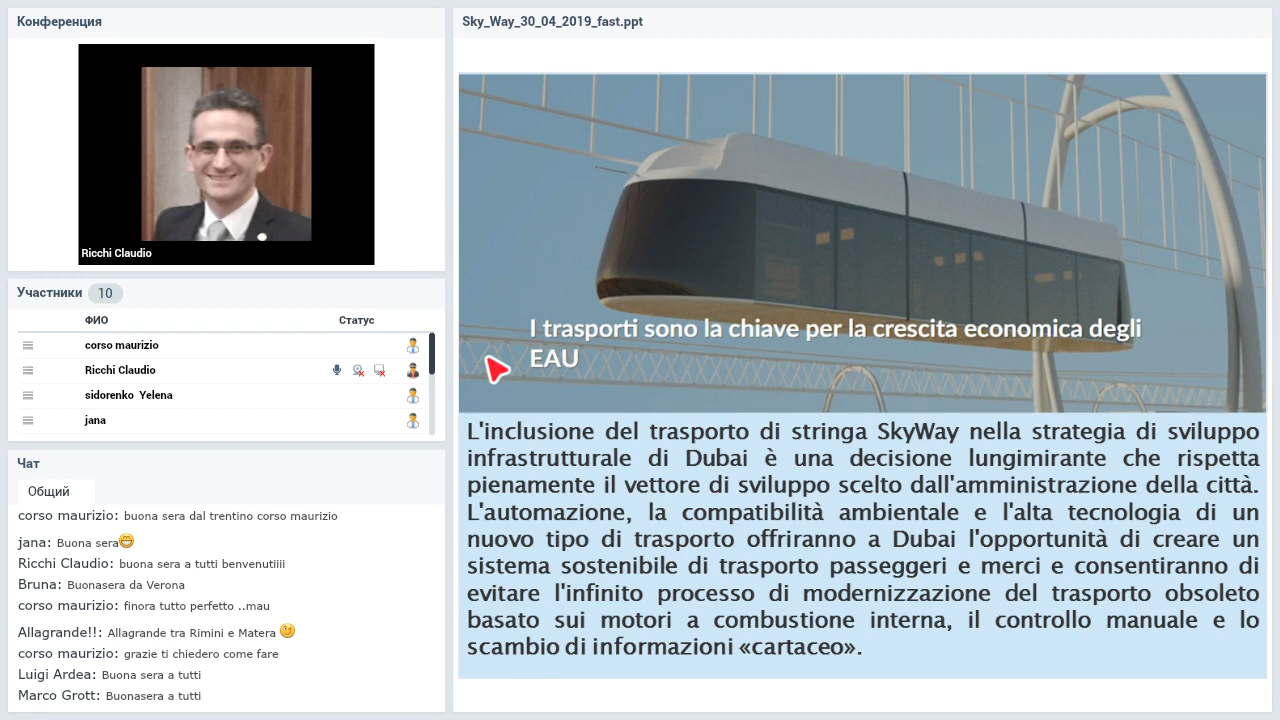 Конференция
Ricchi Claudio
Участники 10
ФИО Статус
corso maurizio
Ricchi Claudio
sidorenko Yelena
jana
Чат
Общий
corso maurizio: buona sera dal trentino corso maurizio
jana: Buona sera
Ricchi Claudio: buona sera a tutti benvenutiiii
Bruna: Buonasera da Verona
corso maurizio: finora tutto perfetto ..mau
Allagrande!!: Allagrande tra Rimini e Matera
corso maurizio: grazie ti chiedero come fare
Luigi Ardea: Buona sera a tutti
Marco Grott: Buonasera a tutti
Sky_Way_30_04_2019_fast.ppt
I trasporti sono la chiave per la crescita economica degli
EAU
L'inclusione del trasporto di stringa SkyWay nella strategia di sviluppo
infrastrutturale di Dubai è una decisione lungimirante che rispetta
pienamente il vettore di sviluppo scelto dall'amministrazione della città.
L'automazione, la compatibilità ambientale e l'alta tecnologia di un
nuovo tipo di trasporto offriranno a Dubai l'opportunità di creare un
sistema sostenibile di trasporto passeggeri e merci e consentiranno di
evitare l'infinito processo di modernizzazione del trasporto obsoleto
basato sui motori a combustione interna, il controllo manuale e lo
scambio di informazioni «cartaceo».